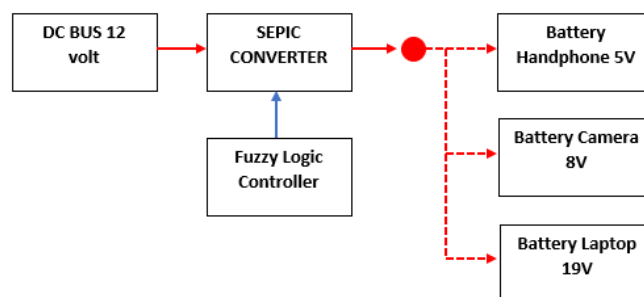 DC BUS 12
volt
SEPIC
CONVERTER
Battery
Handphone 5V
Fuzzy Logic
Controller
Battery Camera
8V
Battery Laptop
19V